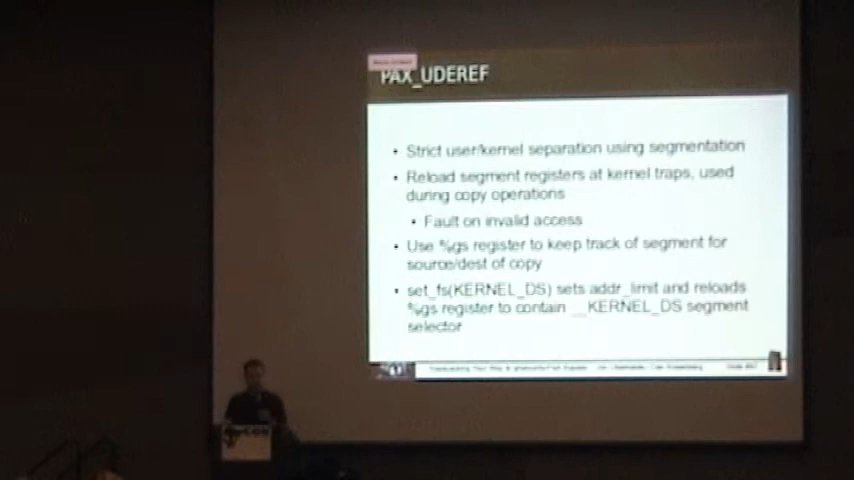 PAX_UDEREF
• Strict user/kernel separation using segmentation
• Reload segment registers at kernel traps, used
during copy operations
• Fault on invalid access
• Use %gs register to keep track of segment for
source/dest of copy
• set_fs(KERNEL_DS) sets addr_limit and reloads
%gs register to contain __KERNEL_DS segment
selector